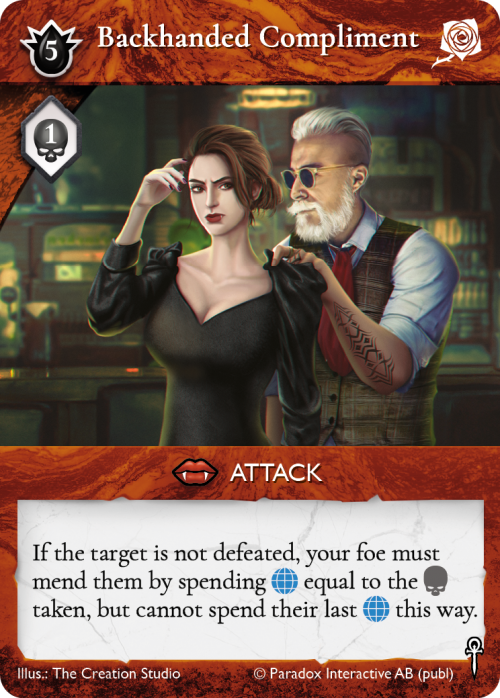 5 Backhanded Compliment
1
ATTACK
If the target is not defeated, your foe must
mend them by spending equal to the
taken, but cannot spend their last this way.
Illus.: The Creation Studio © Paradox Interactive AB (publ)